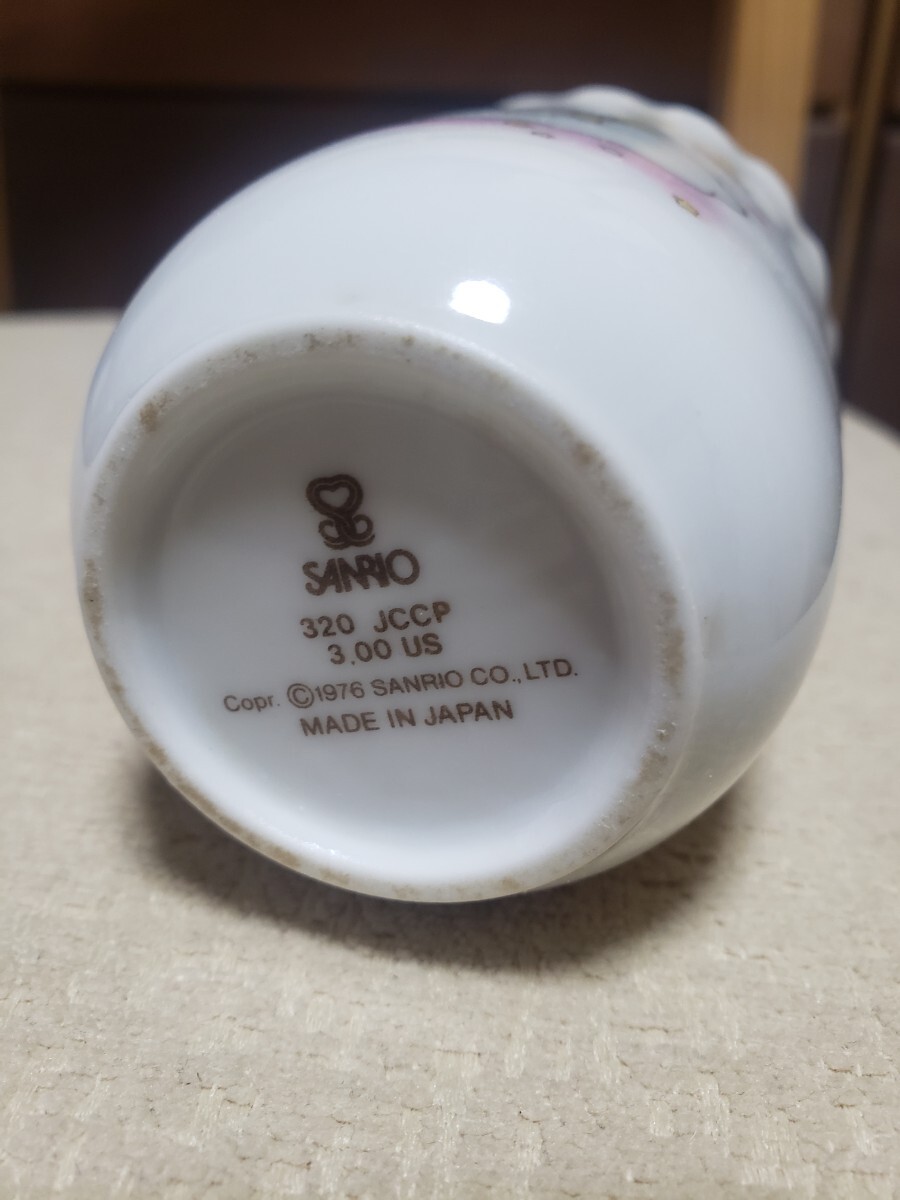 SANRIO
320 JCCP
3.00 US
Copr. ©1976 SANRIO CO., LTD.
MADE IN JAPAN